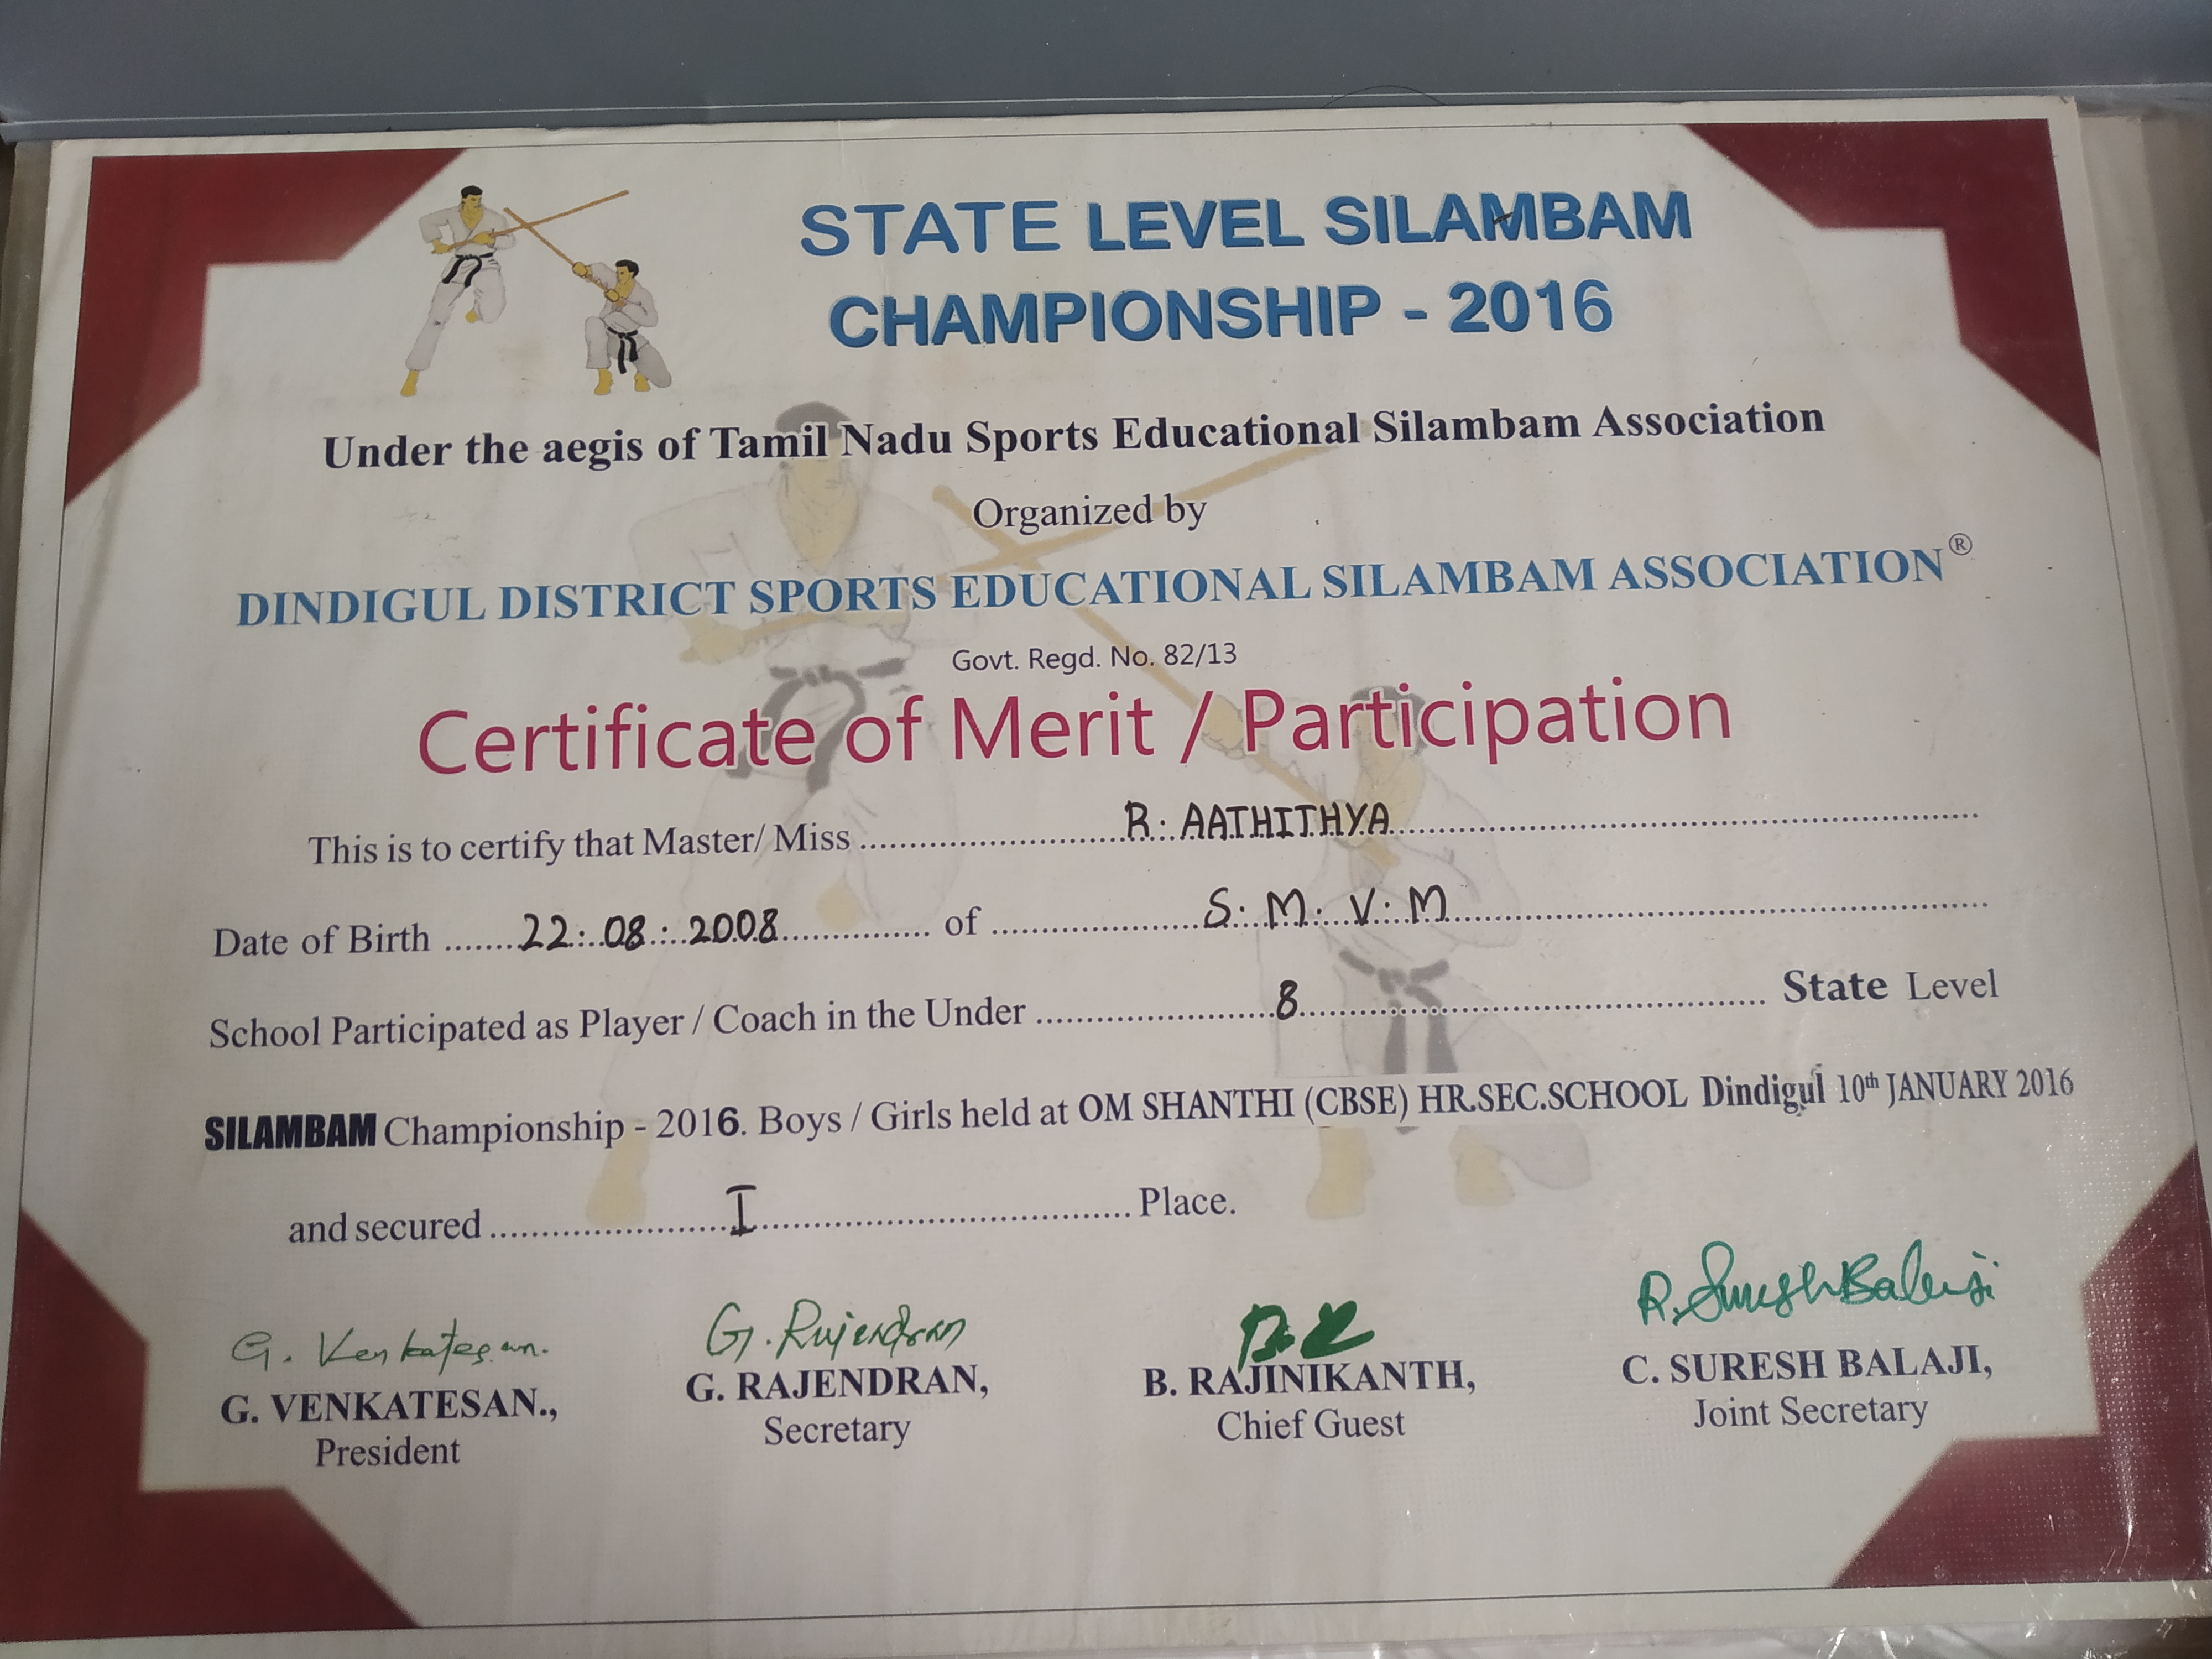 STATE LEVEL SILAMBAM
CHAMPIONSHIP - 2016
Under the aegis of Tamil Nadu Sports Educational Silambam Association
Organized by
DINDIGUL DISTRICT SPORTS EDUCATIONAL SILAMBAM ASSOCIATION®
Govt. Regd. No. 82/13
Certificate of Merit / Participation
This is to certify that Master/ Miss R: AATHITHYA
Date of Birth 22:08:2008 of S: M: V: M
School Participated as Player / Coach in the Under 8 State Level
SILAMBAM Championship - 2016. Boys / Girls held at OM SHANTHI (CBSE) HR.SEC.SCHOOL Dindigul 10th JANUARY 2016
and secured I Place.
G. Venkatesan. G. Rajendran R. Suresh Balaji
G. VENKATESAN., G. RAJENDRAN, B. RAJINIKANTH, C. SURESH BALAJI,
President Secretary Chief Guest Joint Secretary